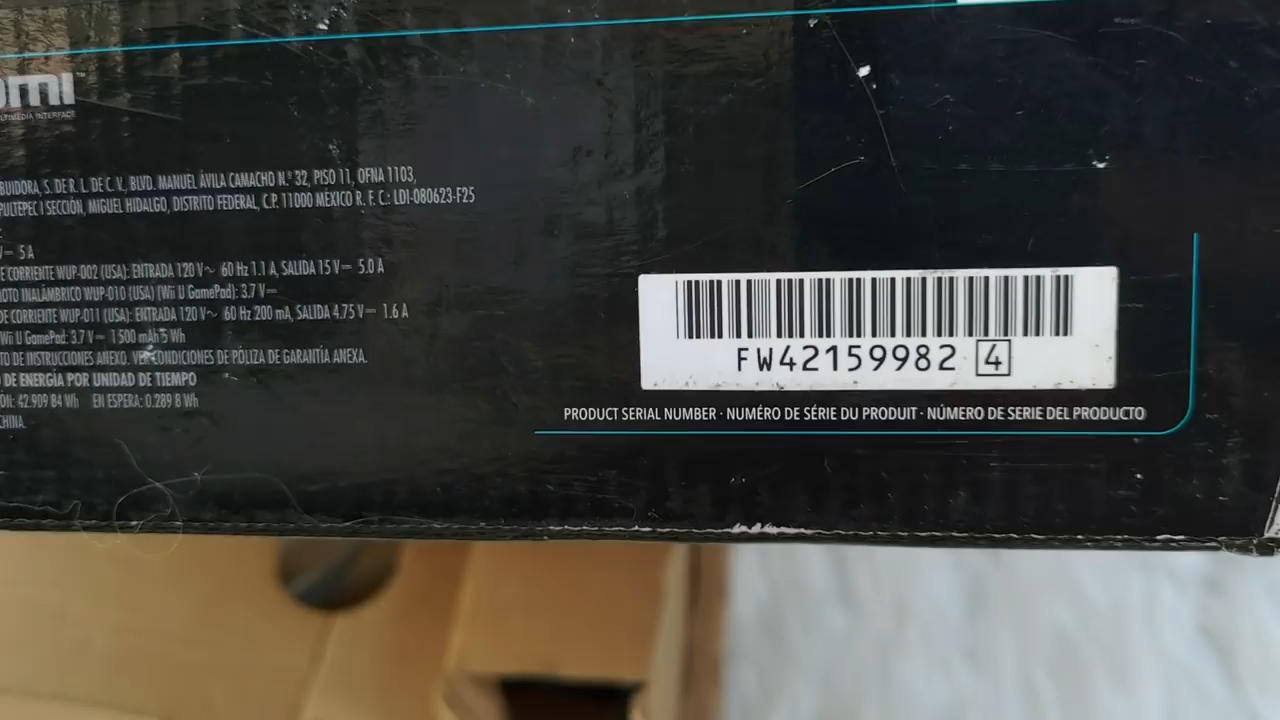 ™
LTIMEDIA INTERFACE
BUIDORA, S. DE R. L. DE C. V., BLVD. MANUEL ÁVILA CAMACHO N.º 32, PISO 11, OFNA 1103,
PULTEPEC I SECCIÓN, MIGUEL HIDALGO, DISTRITO FEDERAL, C.P. 11000 MÉXICO R. F. C.: LDI-080623-F25
5 A
E CORRIENTE WUP-002 (USA): ENTRADA 120 V~ 60 Hz 1.1 A, SALIDA 15 V⎓ 5.0 A
OTO INALÁMBRICO WUP-010 (USA) (Wii U GamePad): 3.7 V⎓
DE CORRIENTE WUP-011 (USA): ENTRADA 120 V~ 60 Hz 200 mA, SALIDA 4.75 V⎓ 1.6 A
Wii U GamePad: 3.7 V⎓ 1 500 mAh Wh
TO DE INSTRUCCIONES ANEXO. VER CONDICIONES DE PÓLIZA DE GARANTÍA ANEXA.
O DE ENERGÍA POR UNIDAD DE TIEMPO
ÓN: 42.909 84 Wh EN ESPERA: 0.289 8 Wh
CHINA.
FW42159982 4
PRODUCT SERIAL NUMBER · NUMÉRO DE SÉRIE DU PRODUIT · NÚMERO DE SERIE DEL PRODUCTO